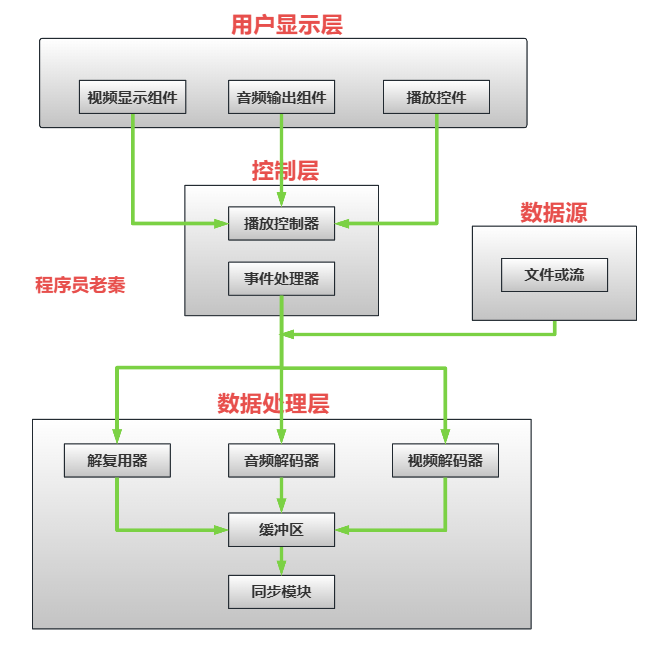 用户显示层
视频显示组件
音频输出组件
播放控件
控制层
播放控制器
数据源
事件处理器
文件或流
程序员老秦
数据处理层
解复用器
音频解码器
视频解码器
缓冲区
同步模块